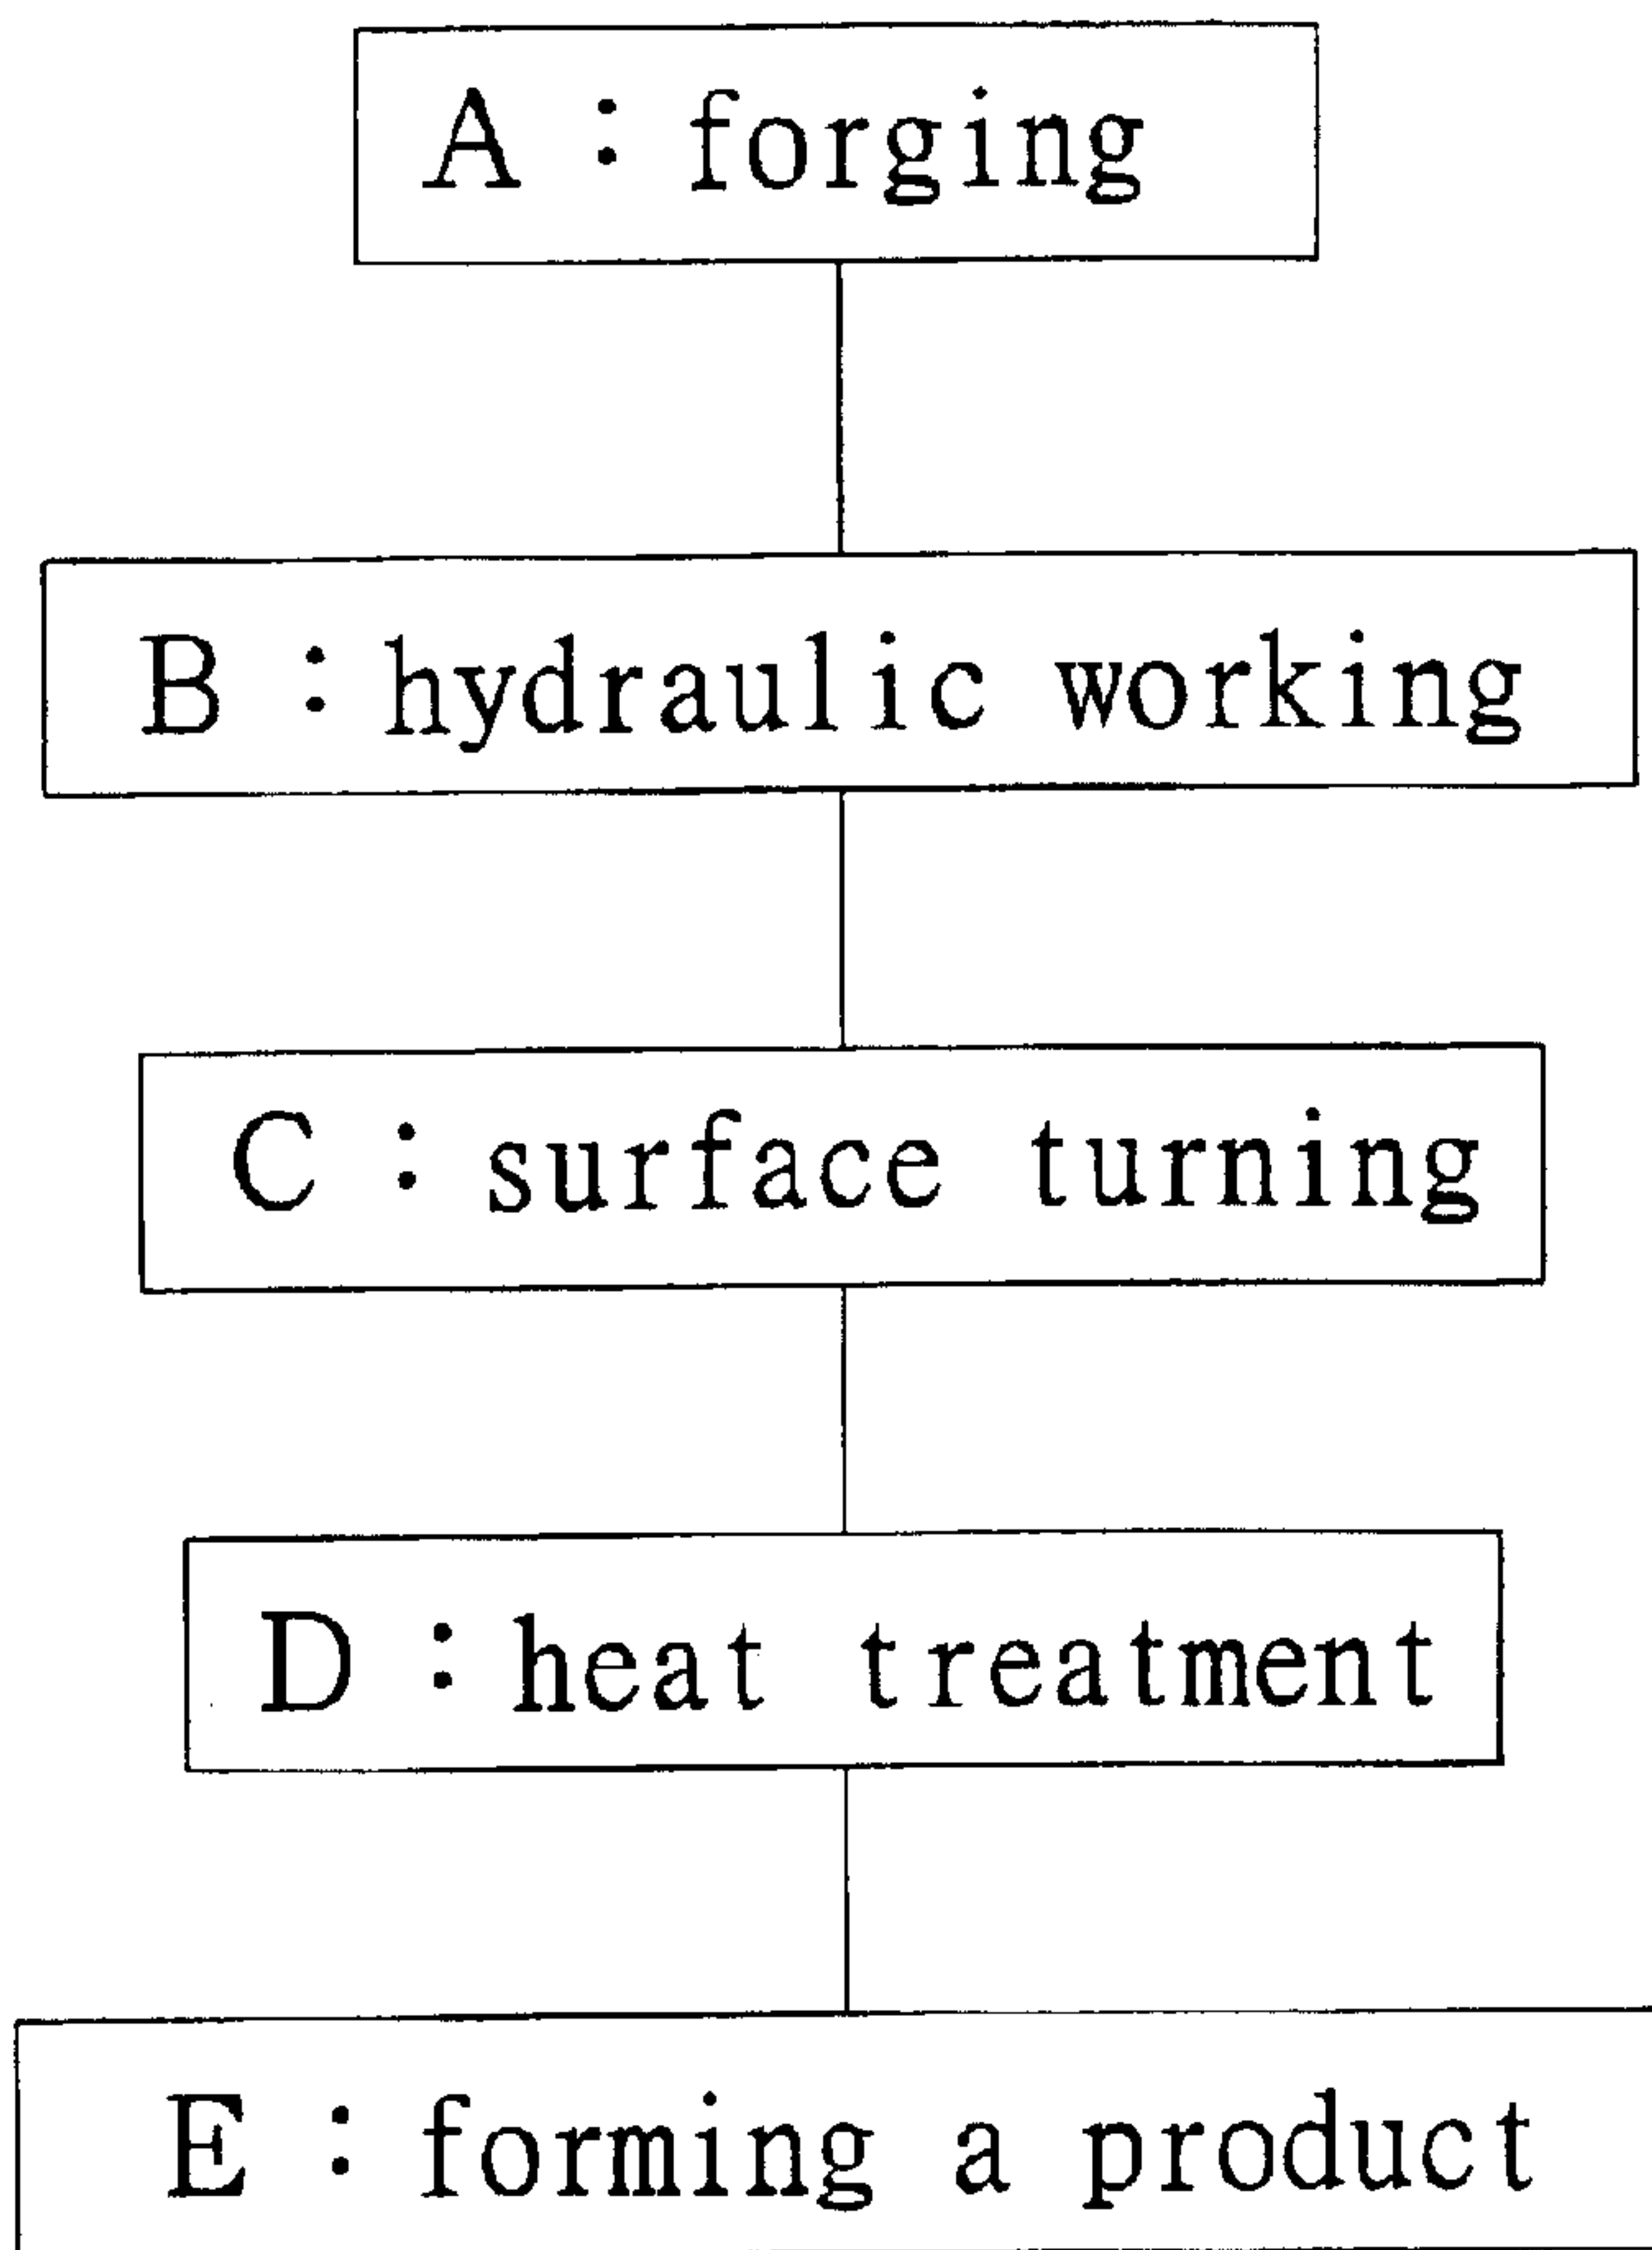 A : forging
B : hydraulic working
C : surface turning
D : heat treatment
E : forming a product